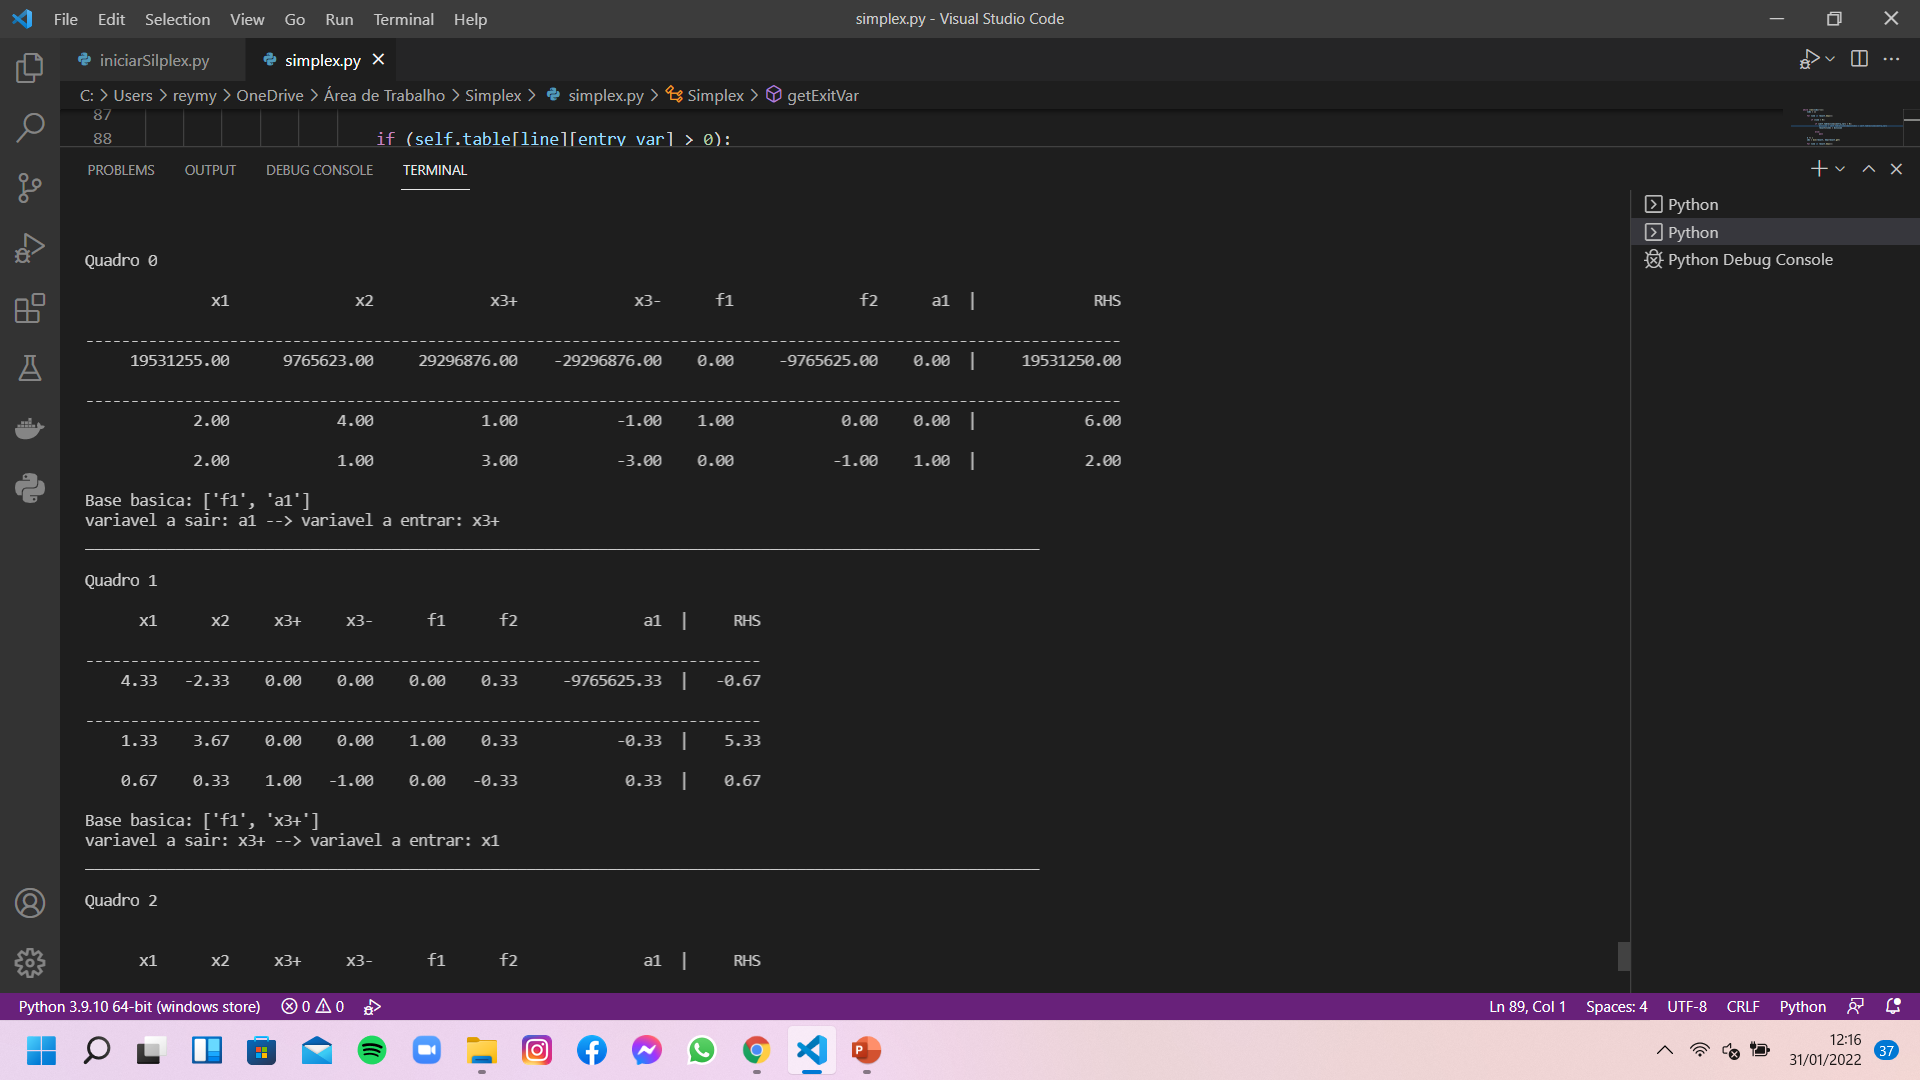 File Edit Selection View Go Run Terminal Help simplex.py - Visual Studio Code
iniciarSilplex.py simplex.py
C: > Users > reymy > OneDrive > Área de Trabalho > Simplex > simplex.py > Simplex > getExitVar
87
88 if (self.table[line][entry_var] > 0):
PROBLEMS OUTPUT DEBUG CONSOLE TERMINAL
Python
Python
Python Debug Console
Quadro 0
x1 x2 x3+ x3- f1 f2 a1 | RHS
-------------------------------------------------------------------------------------------------------------------
19531255.00 9765623.00 29296876.00 -29296876.00 0.00 -9765625.00 0.00 | 19531250.00
-------------------------------------------------------------------------------------------------------------------
2.00 4.00 1.00 -1.00 1.00 0.00 0.00 | 6.00
2.00 1.00 3.00 -3.00 0.00 -1.00 1.00 | 2.00
Base basica: ['f1', 'a1']
variavel a sair: a1 --> variavel a entrar: x3+
__________________________________________________________________________________________________________
Quadro 1
x1 x2 x3+ x3- f1 f2 a1 | RHS
---------------------------------------------------------------------------
4.33 -2.33 0.00 0.00 0.00 0.33 -9765625.33 | -0.67
---------------------------------------------------------------------------
1.33 3.67 0.00 0.00 1.00 0.33 -0.33 | 5.33
0.67 0.33 1.00 -1.00 0.00 -0.33 0.33 | 0.67
Base basica: ['f1', 'x3+']
variavel a sair: x3+ --> variavel a entrar: x1
__________________________________________________________________________________________________________
Quadro 2
x1 x2 x3+ x3- f1 f2 a1 | RHS
Python 3.9.10 64-bit (windows store) 0 0 Ln 89, Col 1 Spaces: 4 UTF-8 CRLF Python
12:16
31/01/2022 37